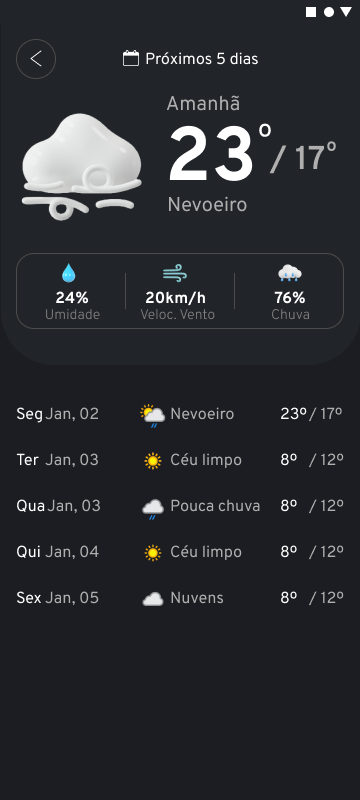 Próximos 5 dias
Amanhã
23º / 17º
Nevoeiro
24% 20km/h 76%
Umidade Veloc. Vento Chuva
Seg Jan, 02 Nevoeiro 23º / 17º
Ter Jan, 03 Céu limpo 8º / 12º
Qua Jan, 03 Pouca chuva 8º / 12º
Qui Jan, 04 Céu limpo 8º / 12º
Sex Jan, 05 Nuvens 8º / 12º